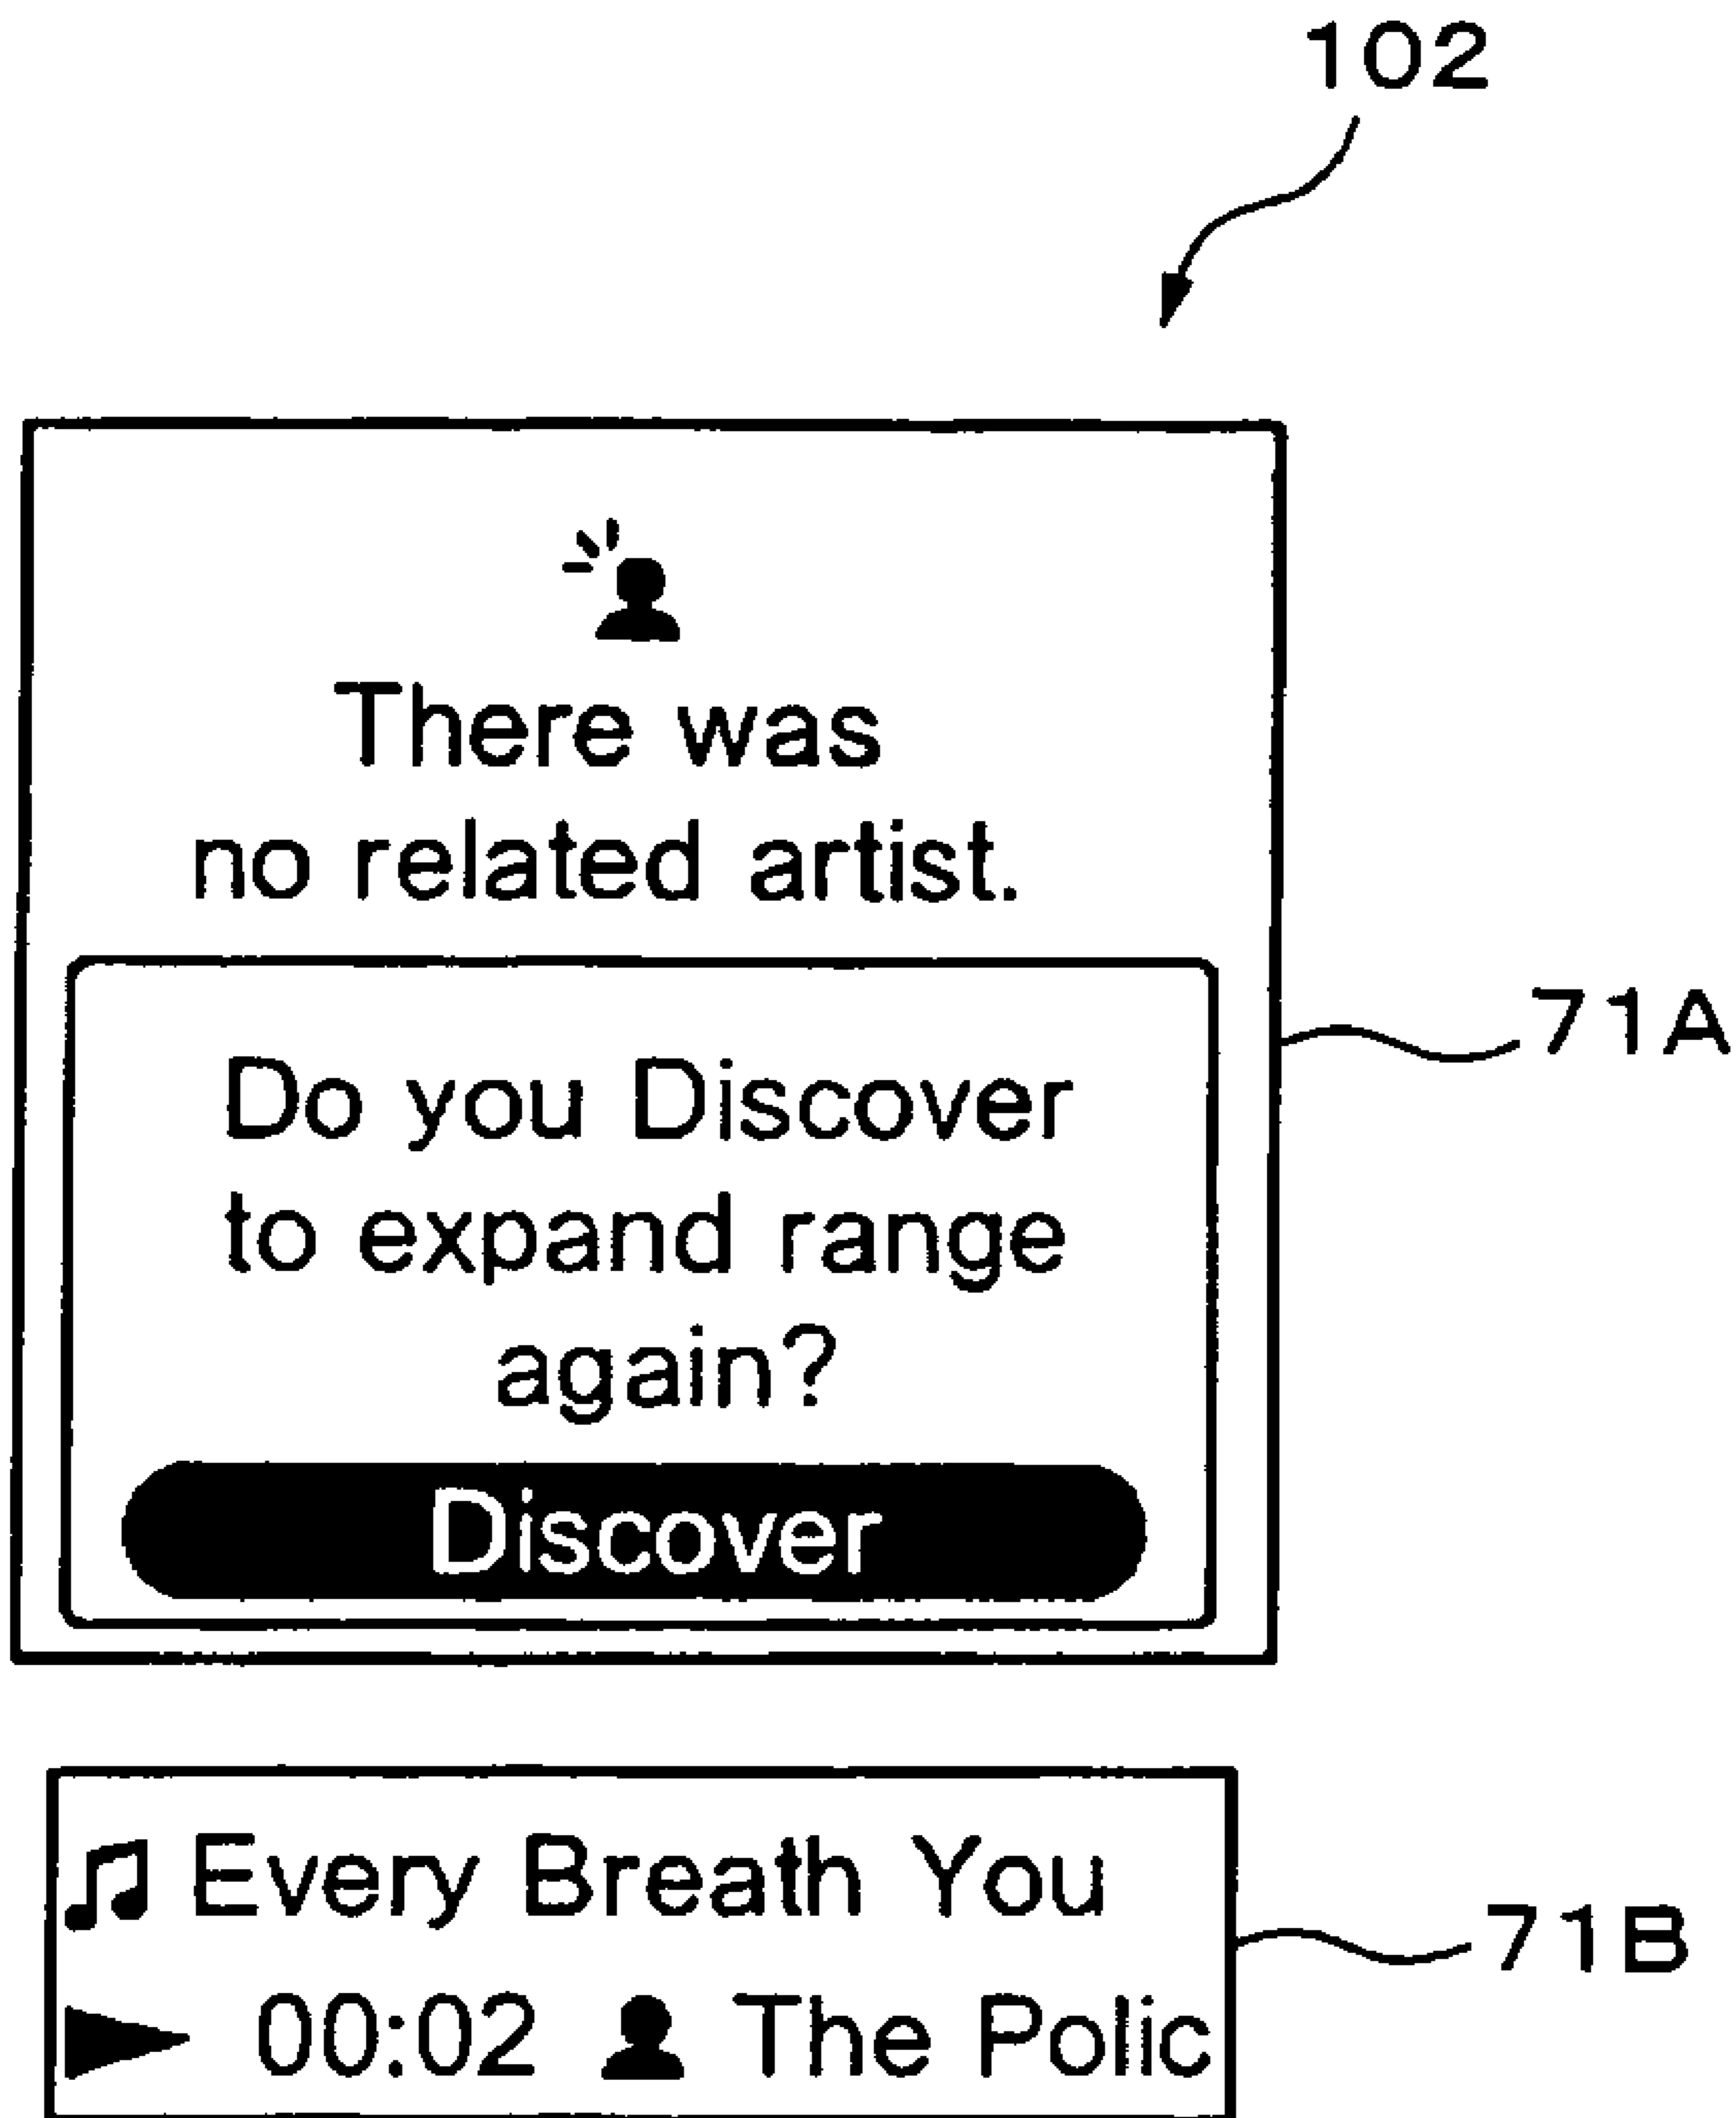 102
There was
no related artist.
71A
Do you Discover
to expand range
again?
Discover
Every Breath You
71B
00:02 The Polic